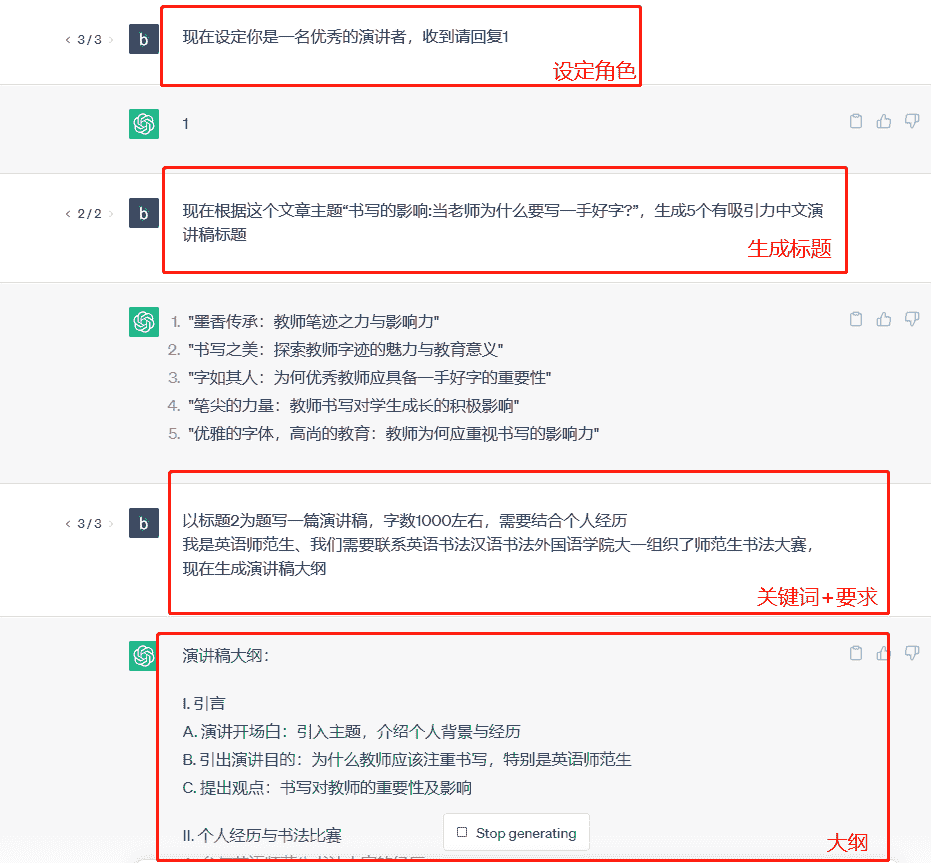 < 3/3 >
b
现在设定你是一名优秀的演讲者，收到请回复1
设定角色
1
< 2/2 >
b
现在根据这个文章主题“书写的影响:当老师为什么要写一手好字?”，生成5个有吸引力中文演
讲稿标题
生成标题
1. "墨香传承：教师笔迹之力与影响力"
2. "书写之美：探索教师字迹的魅力与教育意义"
3. "字如其人：为何优秀教师应具备一手好字的重要性"
4. "笔尖的力量：教师书写对学生成长的积极影响"
5. "优雅的字体，高尚的教育：教师为何应重视书写的影响力"
< 3/3 >
b
以标题2为题写一篇演讲稿，字数1000左右，需要结合个人经历
我是英语师范生、我们需要联系英语书法汉语书法外国语学院大一组织了师范生书法大赛，
现在生成演讲稿大纲
关键词+要求
演讲稿大纲：
I. 引言
A. 演讲开场白：引入主题，介绍个人背景与经历
B. 引出演讲目的：为什么教师应该注重书写，特别是英语师范生
C. 提出观点：书写对教师的重要性及影响
II. 个人经历与书法比赛
Stop generating
大纲